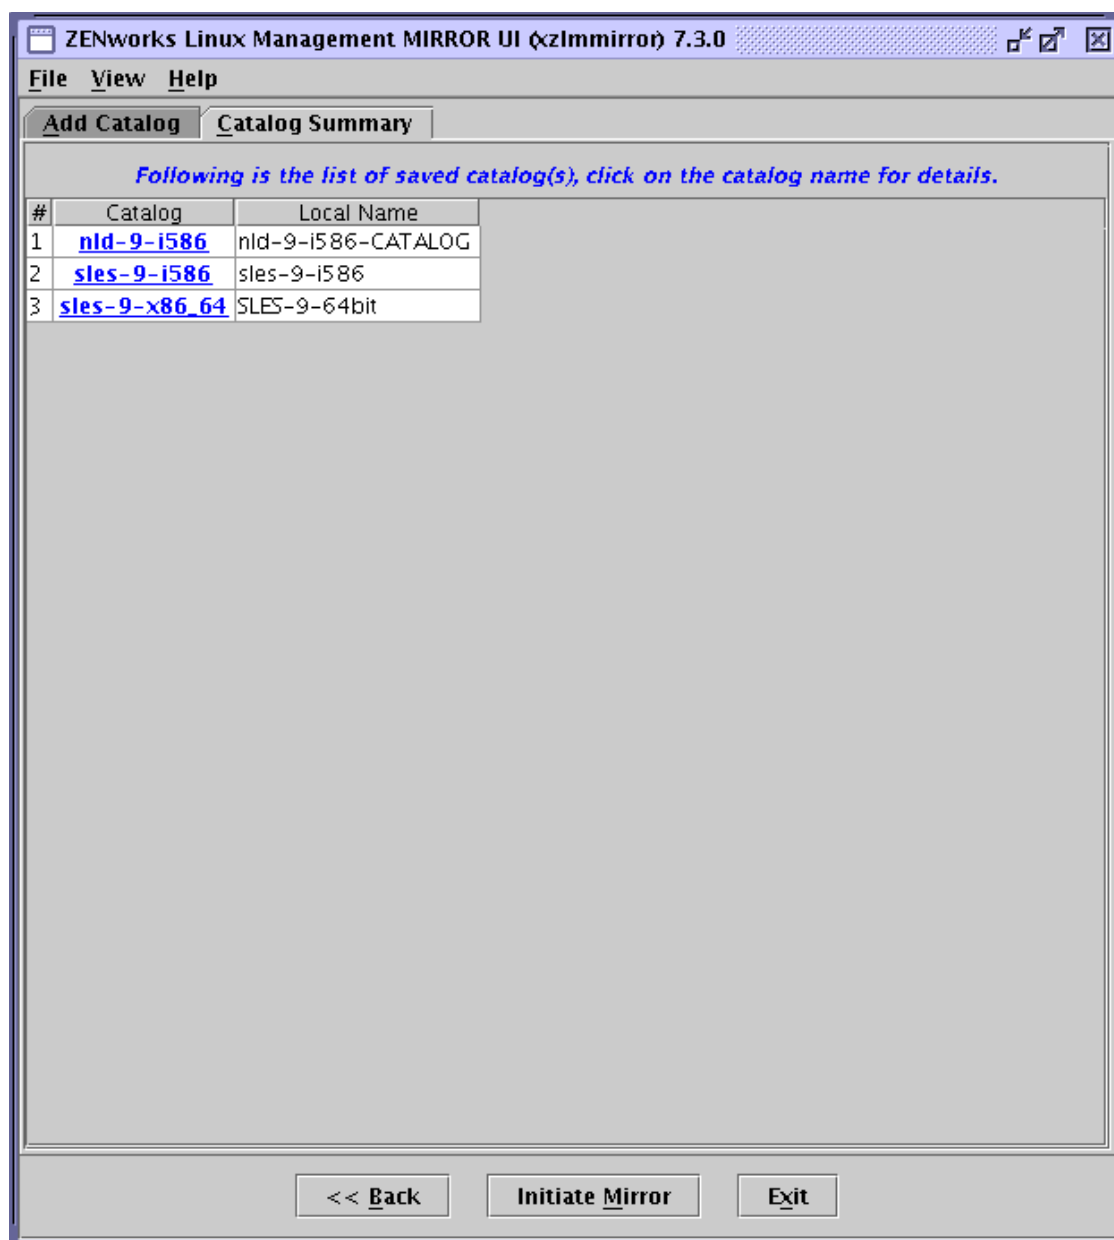 ZENworks Linux Management MIRROR UI (xzlmmirror) 7.3.0
File View Help
Add Catalog Catalog Summary
Following is the list of saved catalog(s), click on the catalog name for details.
# Catalog Local Name
1 nld-9-i586 nld-9-i586-CATALOG
2 sles-9-i586 sles-9-i586
3 sles-9-x86_64 SLES-9-64bit
<< Back Initiate Mirror Exit